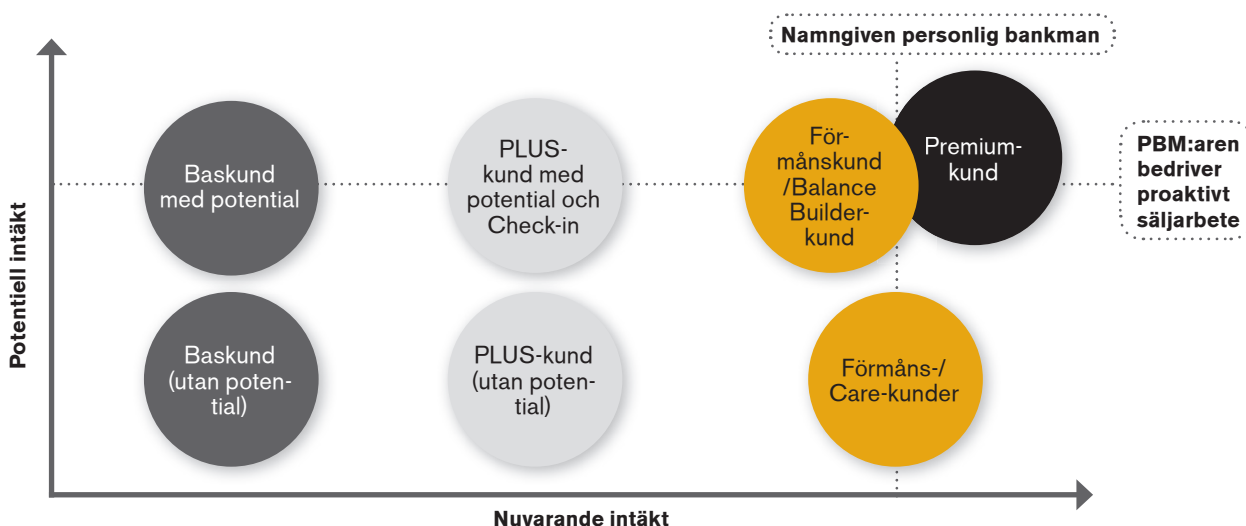 Namngiven personlig bankman
Potentiell intäkt
Baskund
med potential
PLUS-
kund med
potential och
Check-in
För-
månskund
/Balance
Builder-
kund
Premium-
kund
PBM:aren
bedriver
proaktivt
säljarbete
Baskund
(utan poten-
tial)
PLUS-kund
(utan poten-
tial)
Förmåns-/
Care-kunder
Nuvarande intäkt